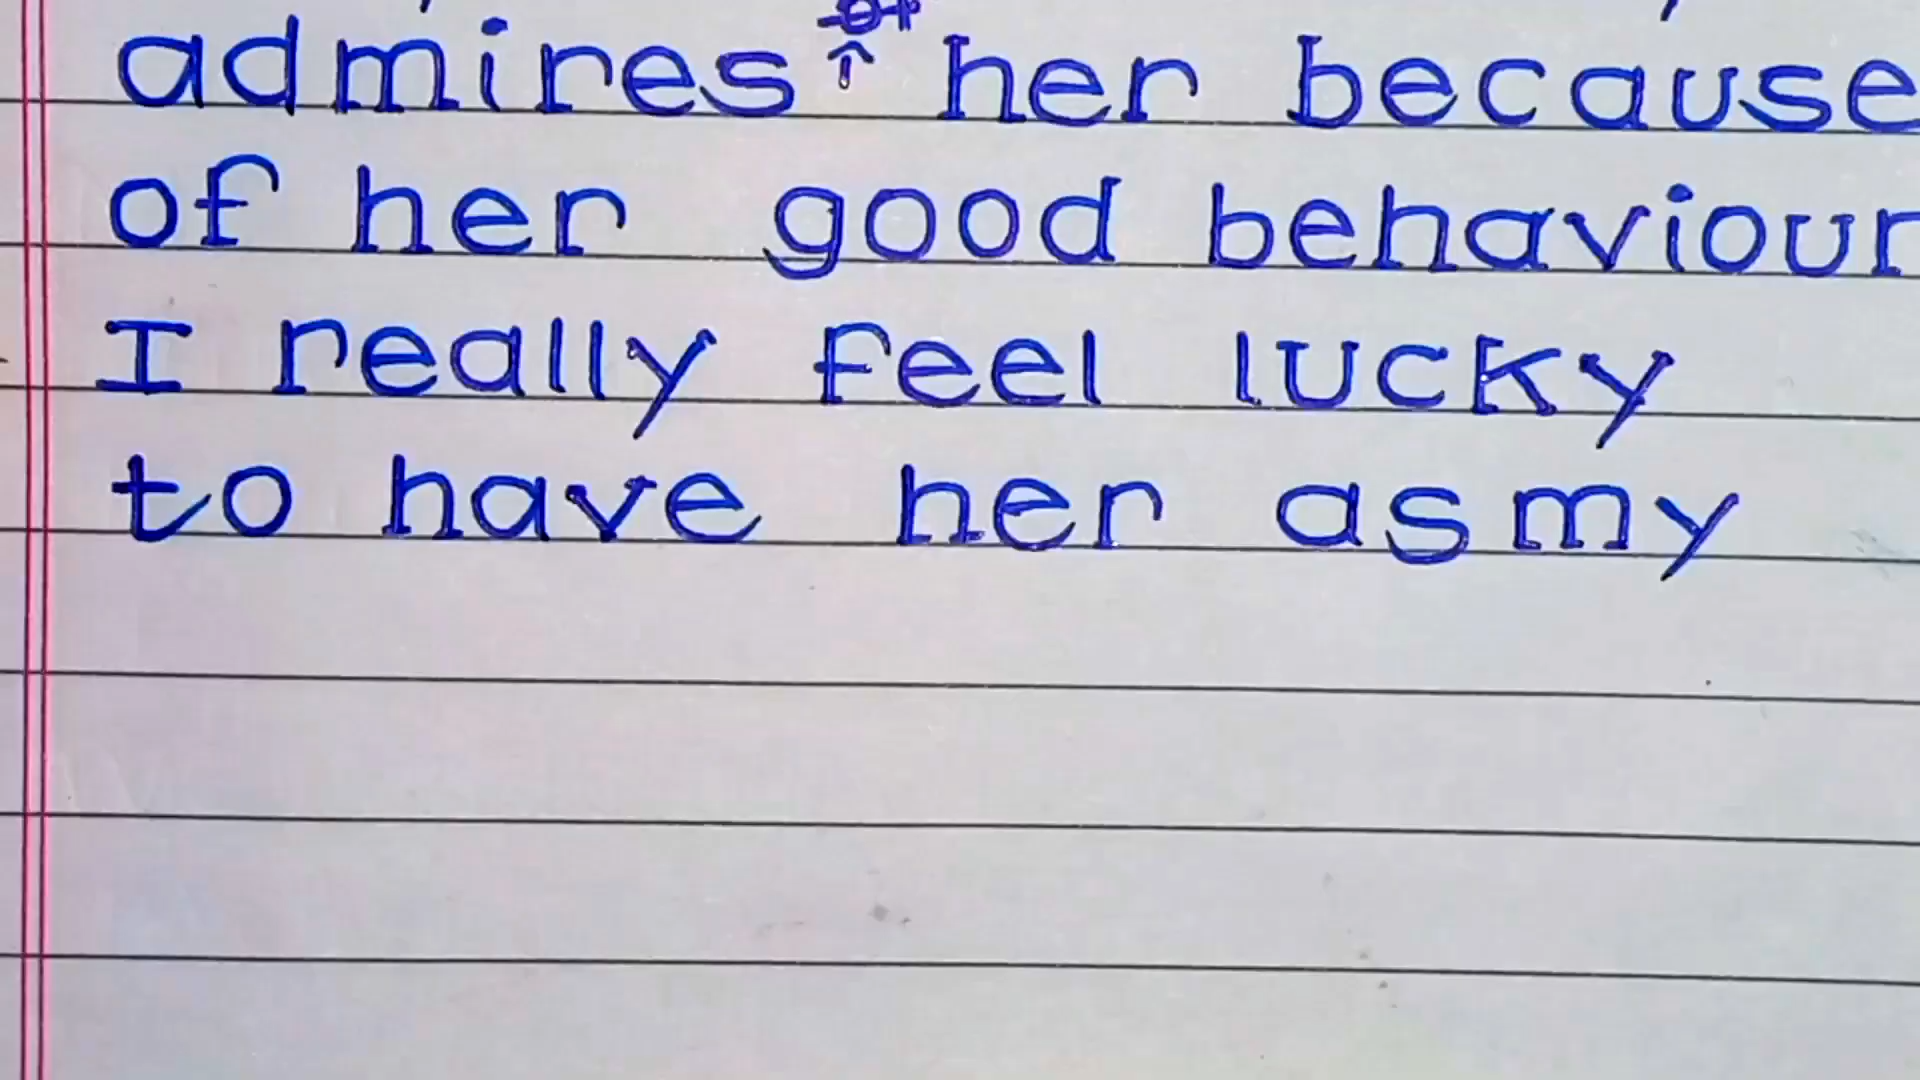 admires her because
of her good behaviour
I really feel lucky
to have her as my